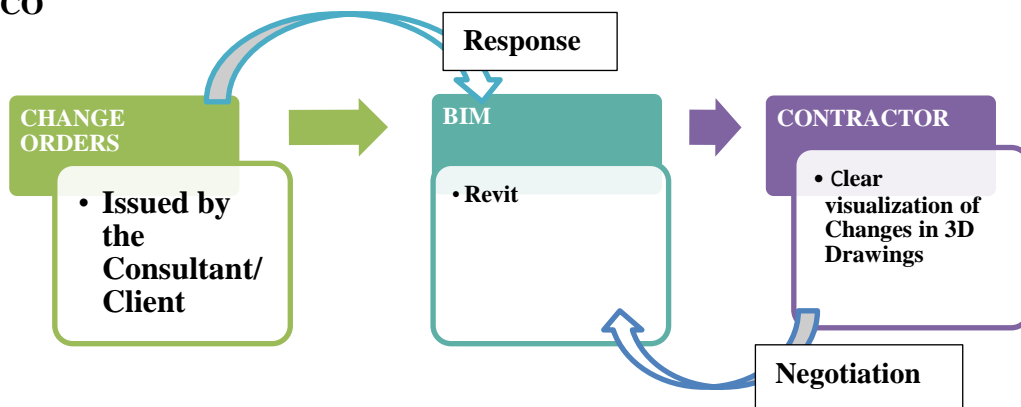 CO
Response
CHANGE
ORDERS
• Issued by
the
Consultant/
Client
BIM
• Revit
CONTRACTOR
• Clear
visualization of
Changes in 3D
Drawings
Negotiation